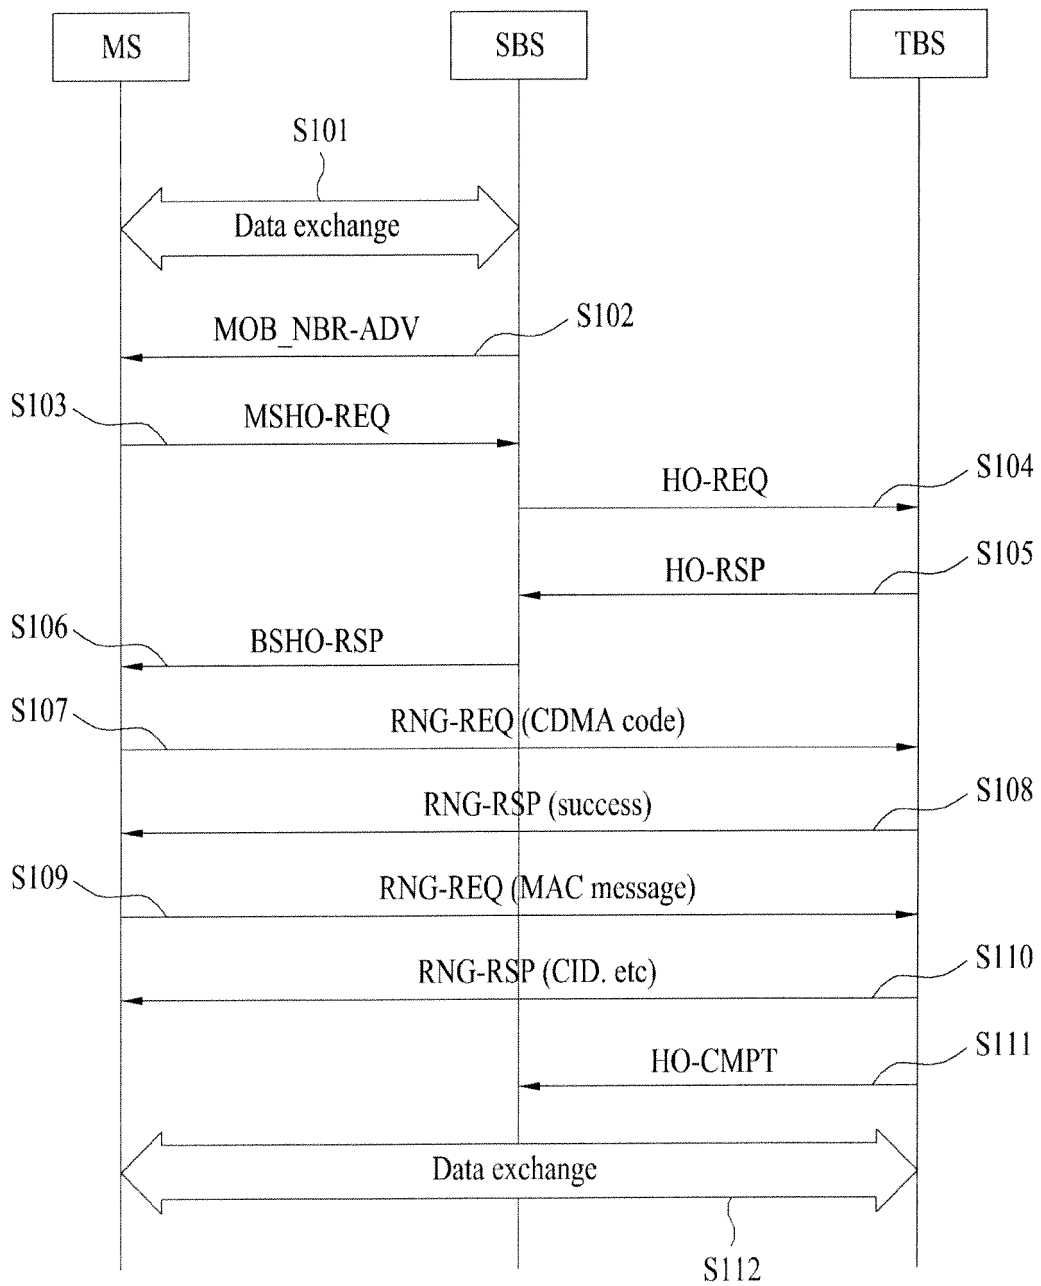 MS
SBS
TBS
S101
Data exchange
MOB_NBR-ADV
S102
S103
MSHO-REQ
HO-REQ
S104
HO-RSP
S105
S106
BSHO-RSP
S107
RNG-REQ (CDMA code)
RNG-RSP (success)
S108
S109
RNG-REQ (MAC message)
RNG-RSP (CID. etc)
S110
HO-CMPT
S111
Data exchange
S112